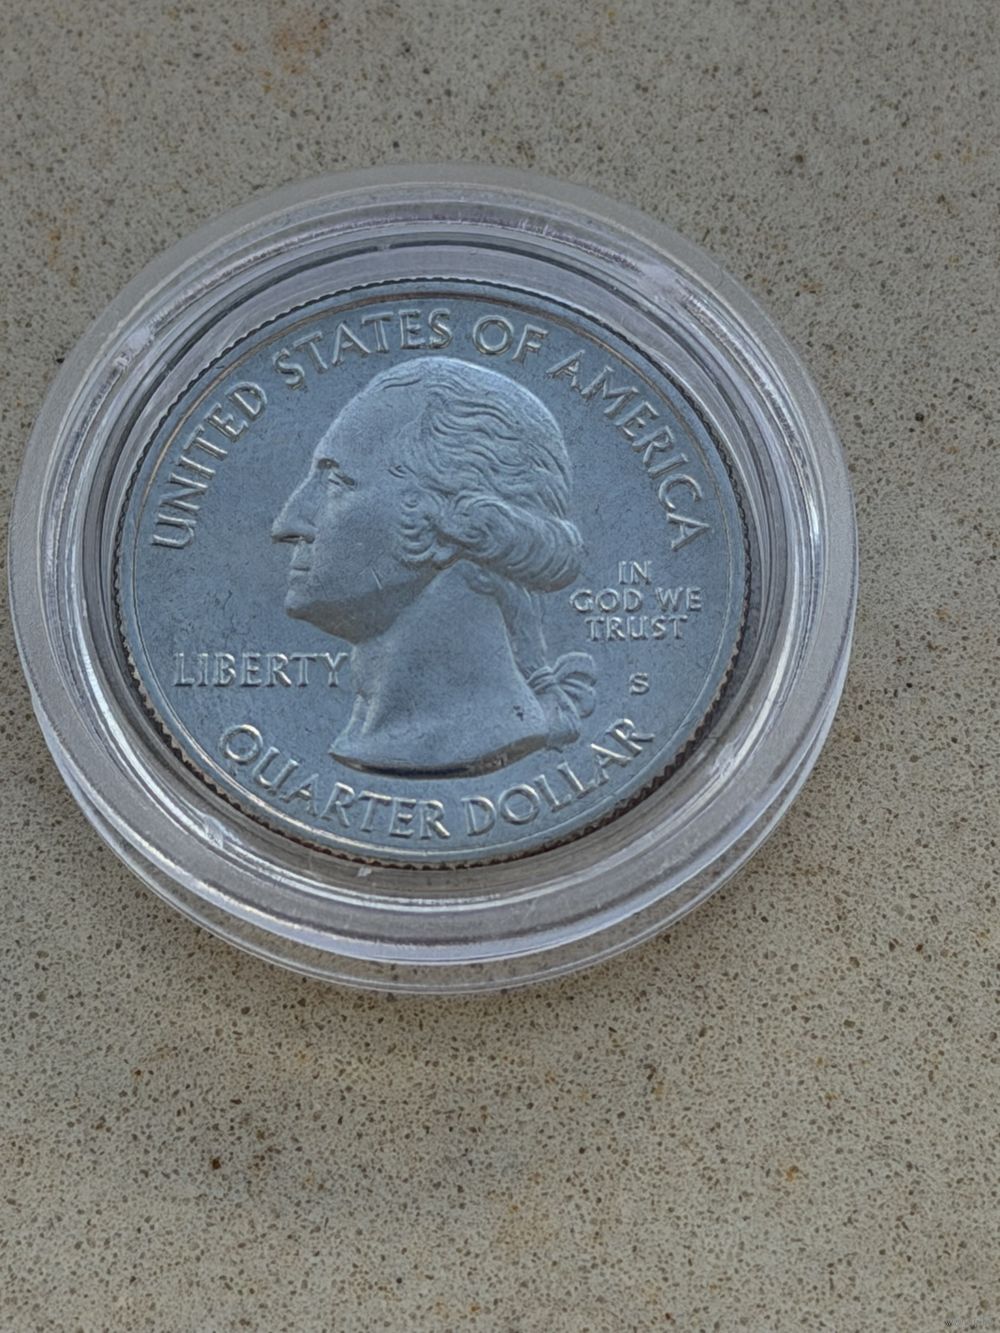 UNITED STATES OF AMERICA
IN
GOD WE
TRUST
LIBERTY
S
QUARTER DOLLAR